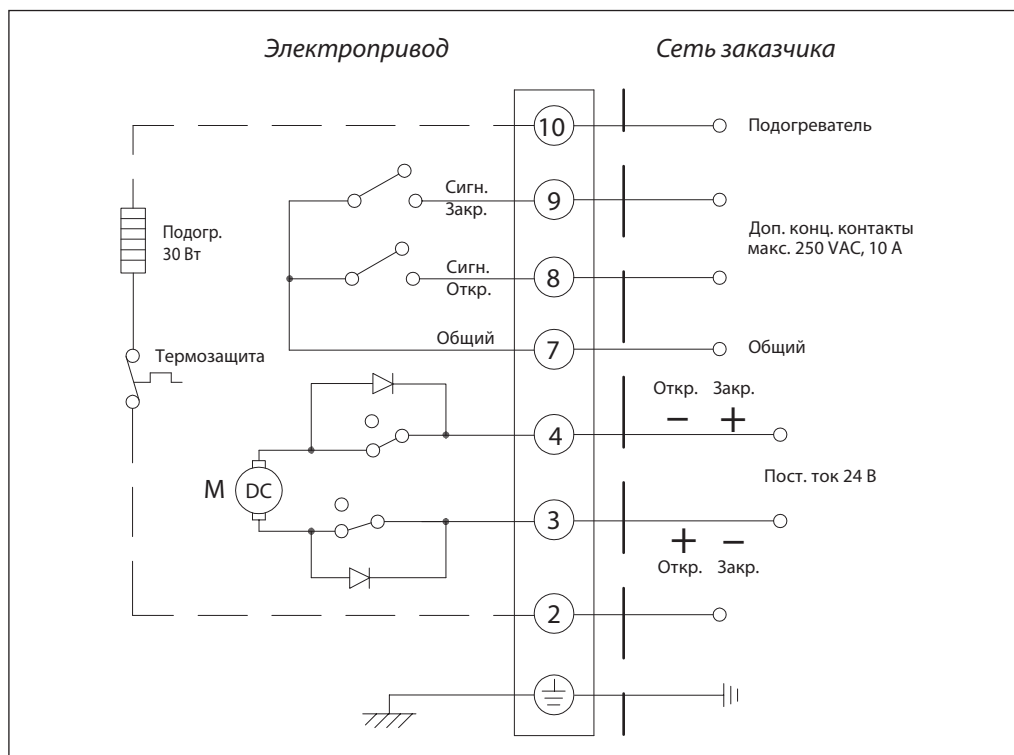 Электропривод
Сеть заказчика
10
Подогреватель
Сигн.
Закр.
9
Подогр.
30 Вт
Доп. конц. контакты
макс. 250 VAC, 10 А
Сигн.
Откр.
8
Общий
7
Общий
Термозащита
Откр. Закр.
− +
4
М
DC
Пост. ток 24 В
3
+ −
Откр. Закр.
2